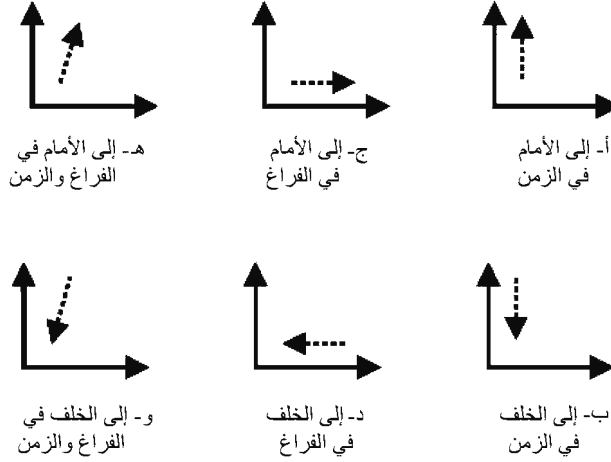 أ- إلى الأمام
في الزمن
ج- إلى الأمام
في الفراغ
هـ- إلى الأمام في
الفراغ والزمن
ب- إلى الخلف
في الزمن
د- إلى الخلف
في الفراغ
و- إلى الخلف في
الفراغ والزمن